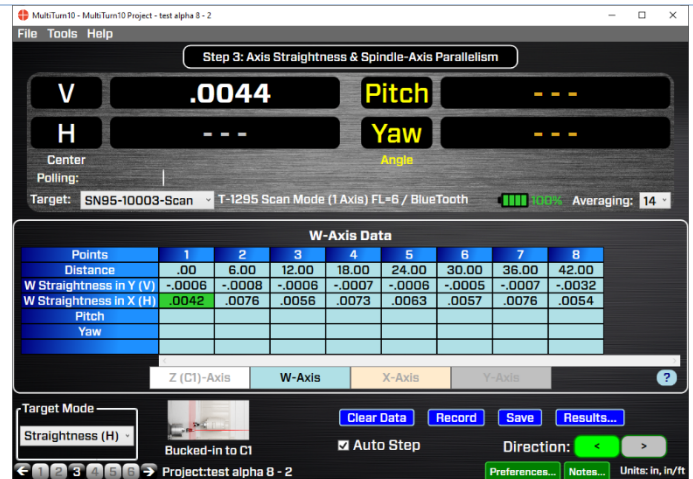 MultiTurn10 - MultiTurn10 Project - test alpha 8 - 2
File Tools Help
Step 3: Axis Straightness & Spindle-Axis Parallelism
V .0044 Pitch - - -
H - - - Yaw - - -
Center Angle
Polling:
Target: SN95-10003-Scan T-1295 Scan Mode (1 Axis) FL=6 / BlueTooth 100% Averaging: 14
W-Axis Data
Points 1 2 3 4 5 6 7 8
Distance .00 6.00 12.00 18.00 24.00 30.00 36.00 42.00
W Straightness in Y (V) -.0006 -.0008 -.0006 -.0007 -.0006 -.0005 -.0007 -.0032
W Straightness in X (H) .0042 .0076 .0056 .0073 .0063 .0057 .0076 .0054
Pitch
Yaw
Z (C1)-Axis W-Axis X-Axis Y-Axis ?
Target Mode
Straightness (H)
Bucked-in to C1
Clear Data Record Save Results...
Auto Step Direction: < >
1 2 3 4 5 6 Project:test alpha 8 - 2 Preferences... Notes... Units: in, in/ft